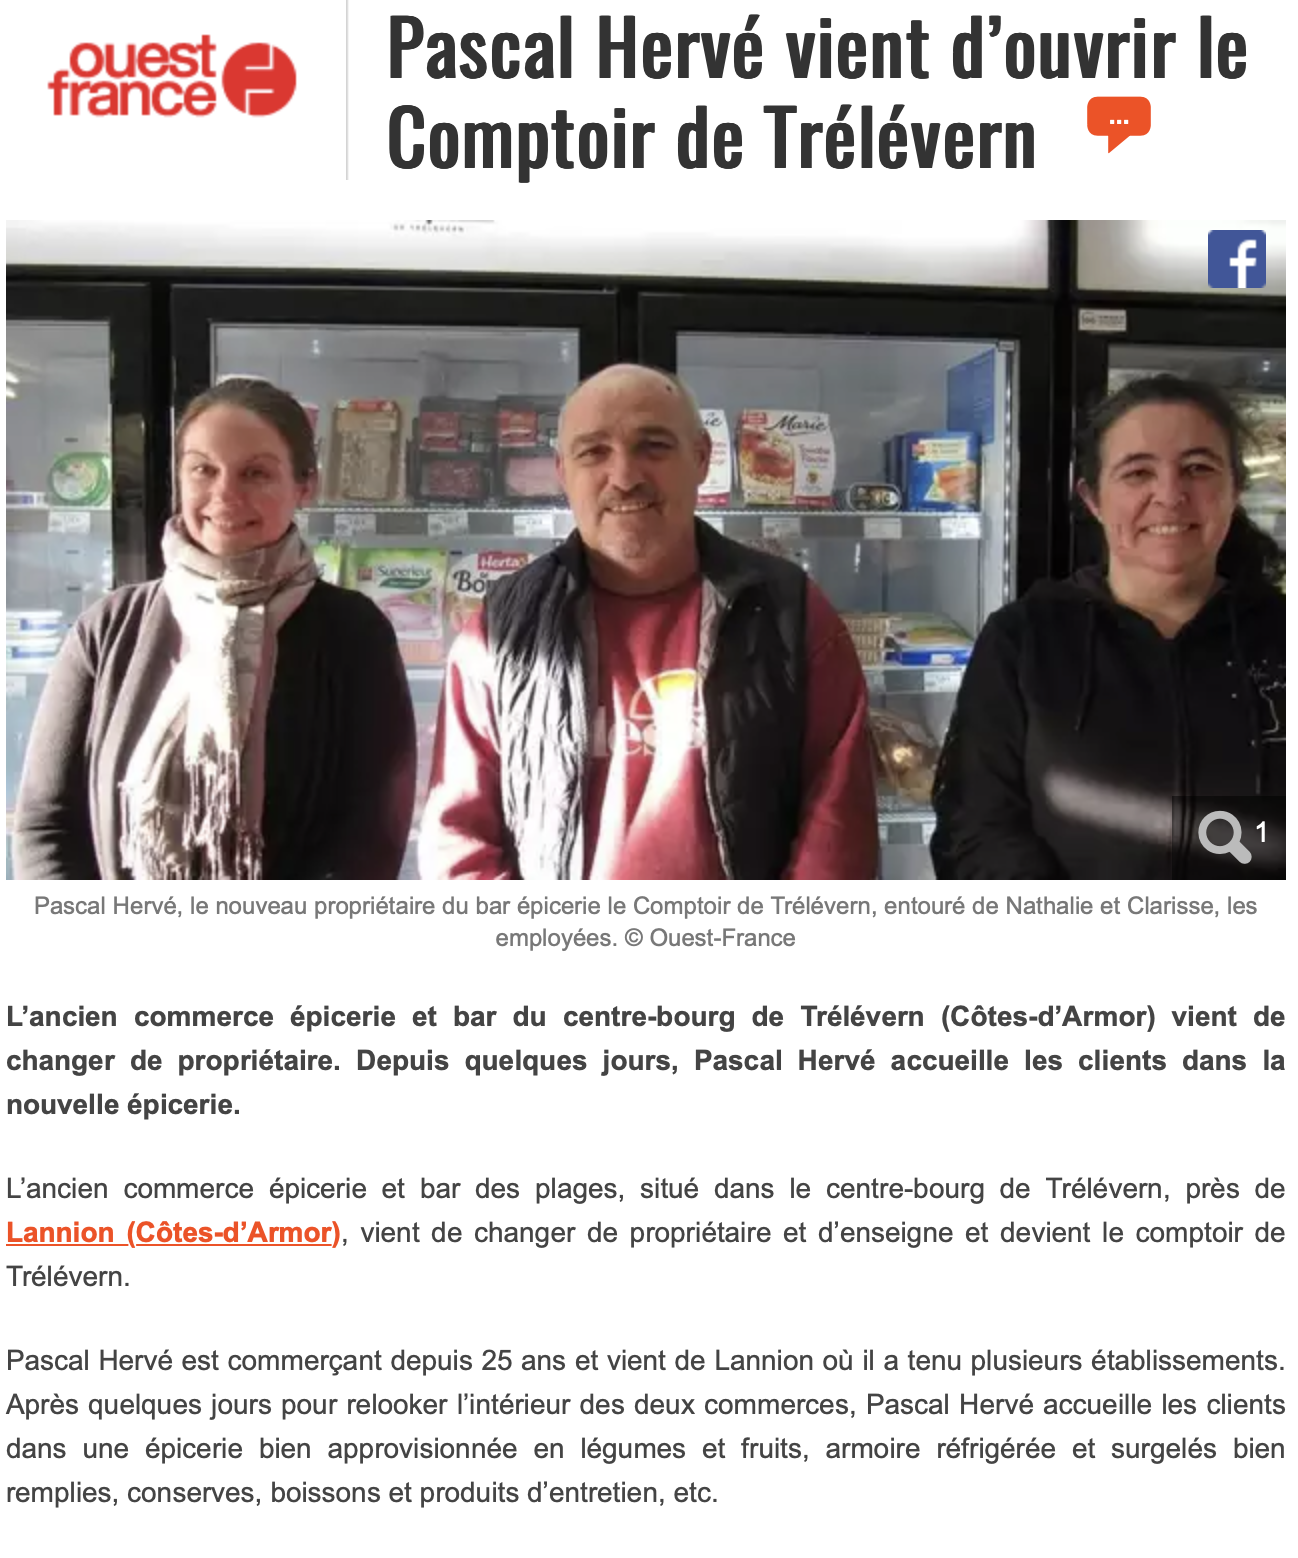 ouest
france
Pascal Hervé vient d’ouvrir le
Comptoir de Trélévern
...
f
DE TRÉLÉVERN
Marie
Tomates
Supérieur
Herta
1
Pascal Hervé, le nouveau propriétaire du bar épicerie le Comptoir de Trélévern, entouré de Nathalie et Clarisse, les
employées. © Ouest-France
L’ancien commerce épicerie et bar du centre-bourg de Trélévern (Côtes-d’Armor) vient de
changer de propriétaire. Depuis quelques jours, Pascal Hervé accueille les clients dans la
nouvelle épicerie.
L’ancien commerce épicerie et bar des plages, situé dans le centre-bourg de Trélévern, près de
Lannion (Côtes-d’Armor), vient de changer de propriétaire et d’enseigne et devient le comptoir de
Trélévern.
Pascal Hervé est commerçant depuis 25 ans et vient de Lannion où il a tenu plusieurs établissements.
Après quelques jours pour relooker l’intérieur des deux commerces, Pascal Hervé accueille les clients
dans une épicerie bien approvisionnée en légumes et fruits, armoire réfrigérée et surgelés bien
remplies, conserves, boissons et produits d’entretien, etc.